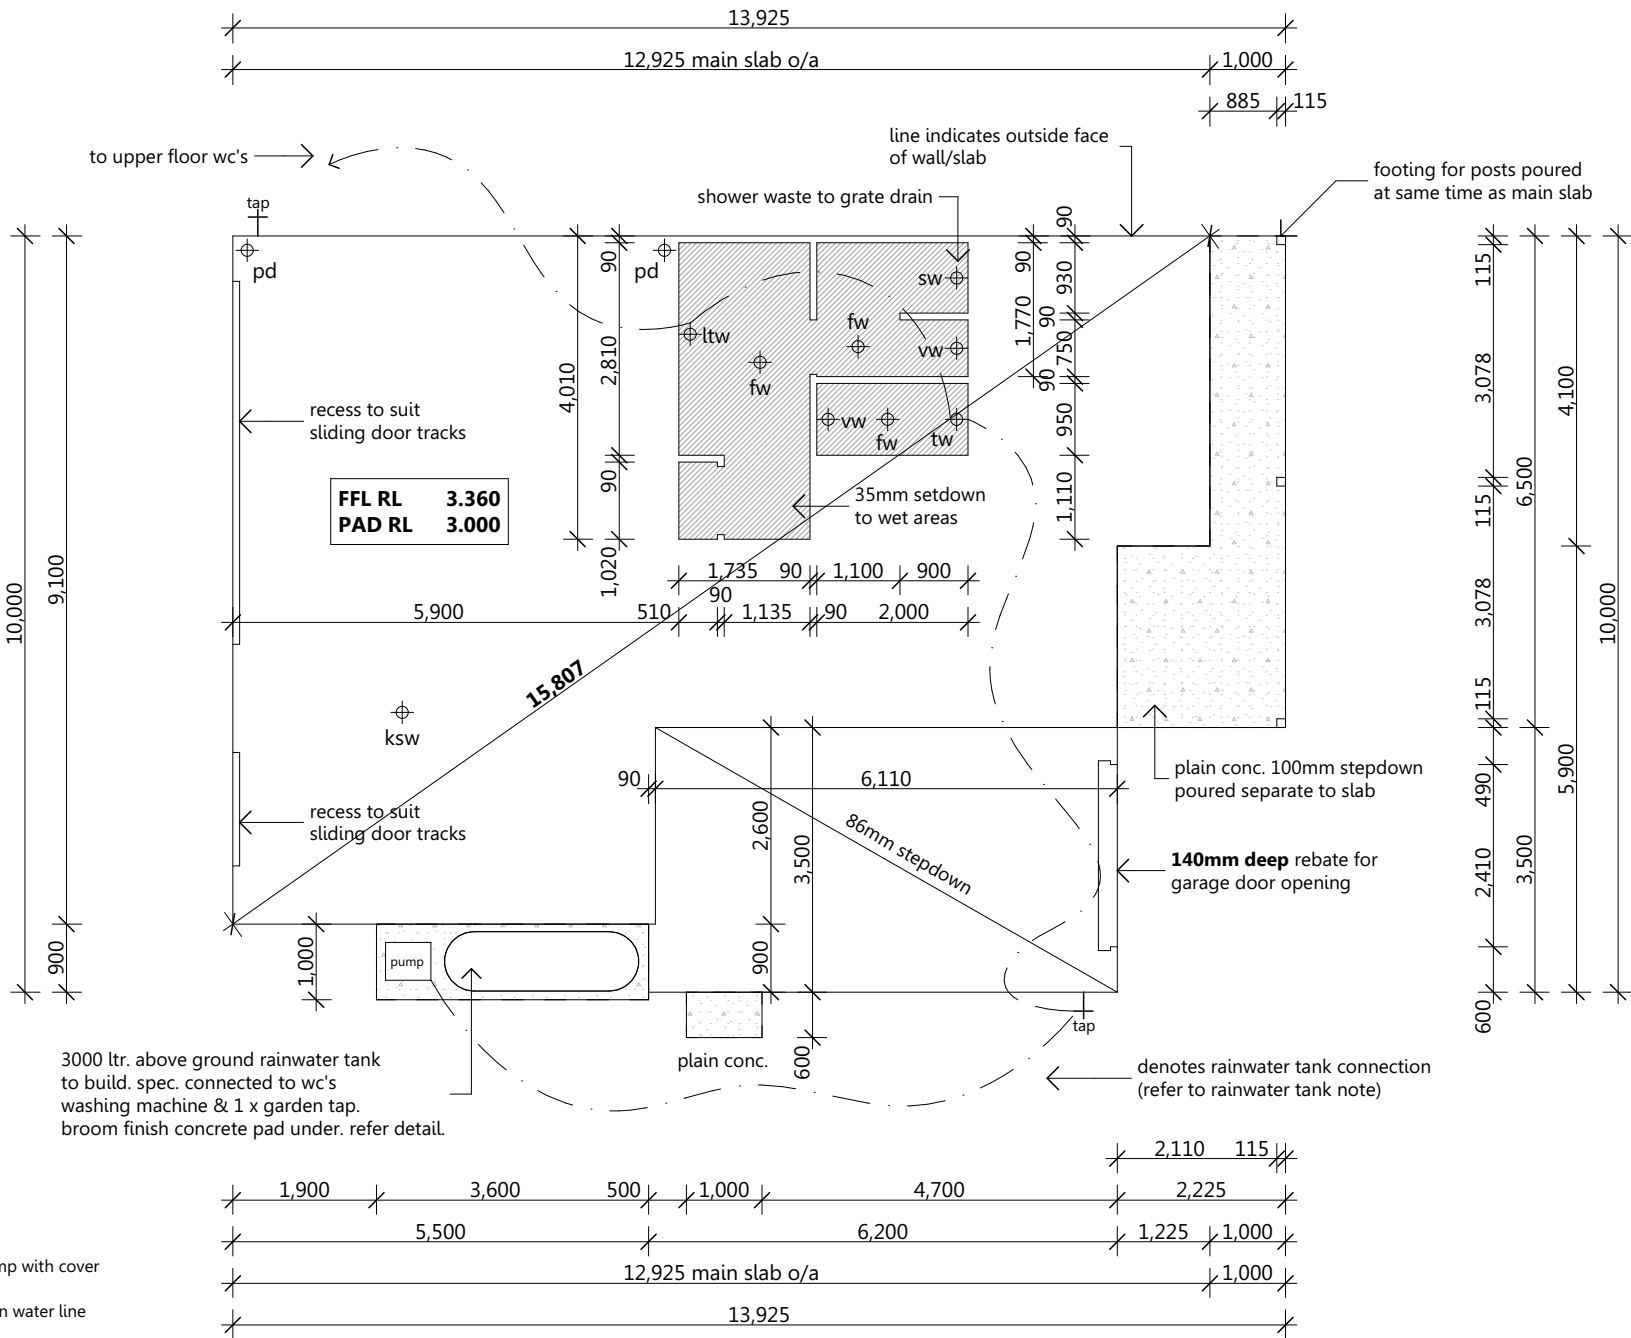 13,925
12,925 main slab o/a
1,000
885
115
line indicates outside face
of wall/slab
to upper floor wc's
footing for posts poured
at same time as main slab
shower waste to grate drain
tap
pd
pd
90
90
90
sw
930
115
ltw
fw
fw
vw
1,770
90
750
90
2,810
4,010
3,078
4,100
recess to suit
sliding door tracks
vw
fw
tw
950
6,500
FFL RL 3.360
PAD RL 3.000
90
35mm setdown
to wet areas
1,110
115
9,100
10,000
1,020
1,735
90
1,100
900
90
5,900
510
1,135
90
2,000
3,078
10,000
15,807
115
ksw
90
6,110
plain conc. 100mm stepdown
poured separate to slab
490
5,900
recess to suit
sliding door tracks
2,600
3,500
86mm stepdown
140mm deep rebate for
garage door opening
2,410
3,500
900
1,000
pump
900
600
tap
plain conc.
600
3000 ltr. above ground rainwater tank
to build. spec. connected to wc's
washing machine & 1 x garden tap.
broom finish concrete pad under. refer detail.
denotes rainwater tank connection
(refer to rainwater tank note)
2,110
115
1,900
3,600
500
1,000
4,700
2,225
5,500
6,200
1,225
1,000
mp with cover
12,925 main slab o/a
1,000
n water line
13,925